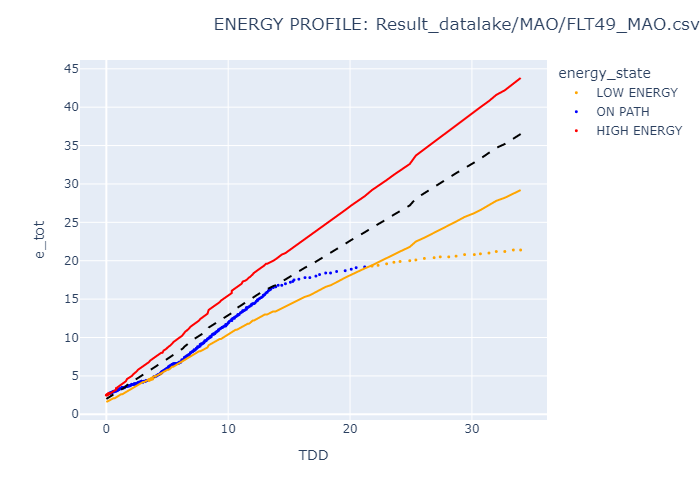 ENERGY PROFILE: Result_datalake/MAO/FLT49_MAO.csv
energy_state
LOW ENERGY
ON PATH
HIGH ENERGY
e_tot
45
40
35
30
25
20
15
10
5
0
0
10
20
30
TDD